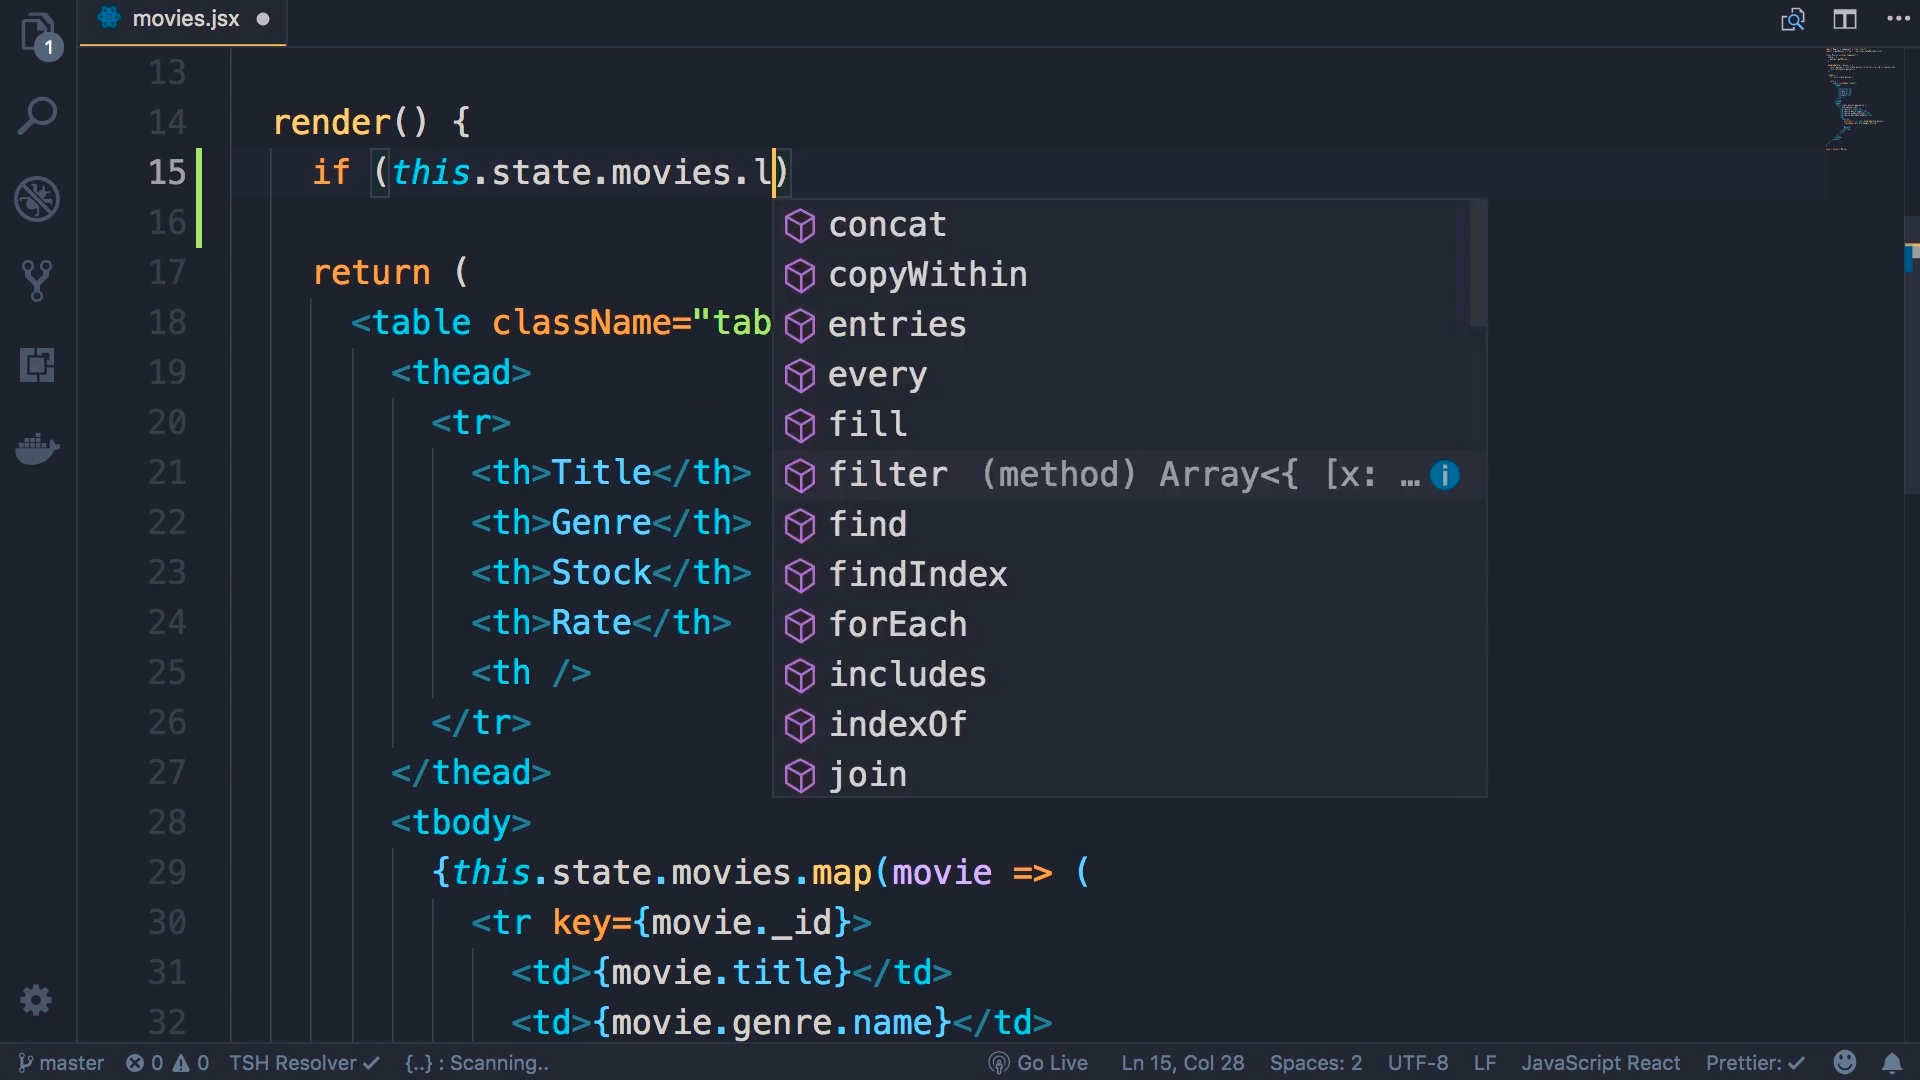 movies.jsx
1
13
14 render() {
15 if (this.state.movies.l)
16
17 return (
18 <table className="tab
19 <thead>
20 <tr>
21 <th>Title</th>
22 <th>Genre</th>
23 <th>Stock</th>
24 <th>Rate</th>
25 <th />
26 </tr>
27 </thead>
28 <tbody>
29 {this.state.movies.map(movie => (
30 <tr key={movie._id}>
31 <td>{movie.title}</td>
32 <td>{movie.genre.name}</td>
concat
copyWithin
entries
every
fill
filter (method) Array<{ [x: …
find
findIndex
forEach
includes
indexOf
join
master 0 0 TSH Resolver {..} : Scanning.. Go Live Ln 15, Col 28 Spaces: 2 UTF-8 LF JavaScript React Prettier: